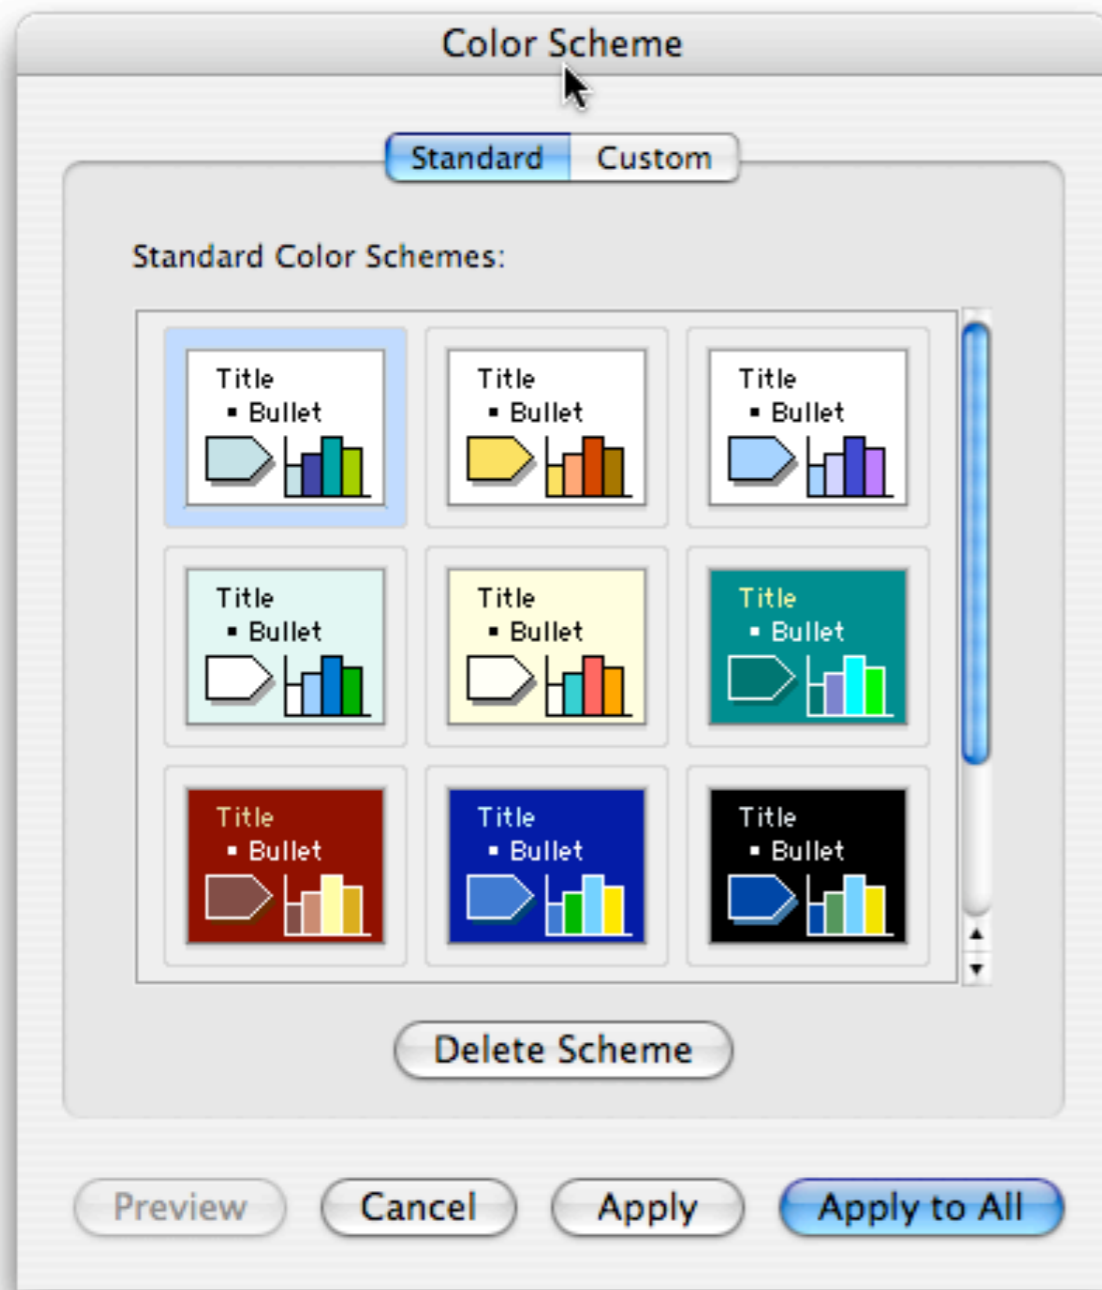 Color Scheme
Standard Custom
Standard Color Schemes:
Title
▪ Bullet
Title
▪ Bullet
Title
▪ Bullet
Title
▪ Bullet
Title
▪ Bullet
Title
▪ Bullet
Title
▪ Bullet
Title
▪ Bullet
Title
▪ Bullet
Delete Scheme
Preview Cancel Apply Apply to All